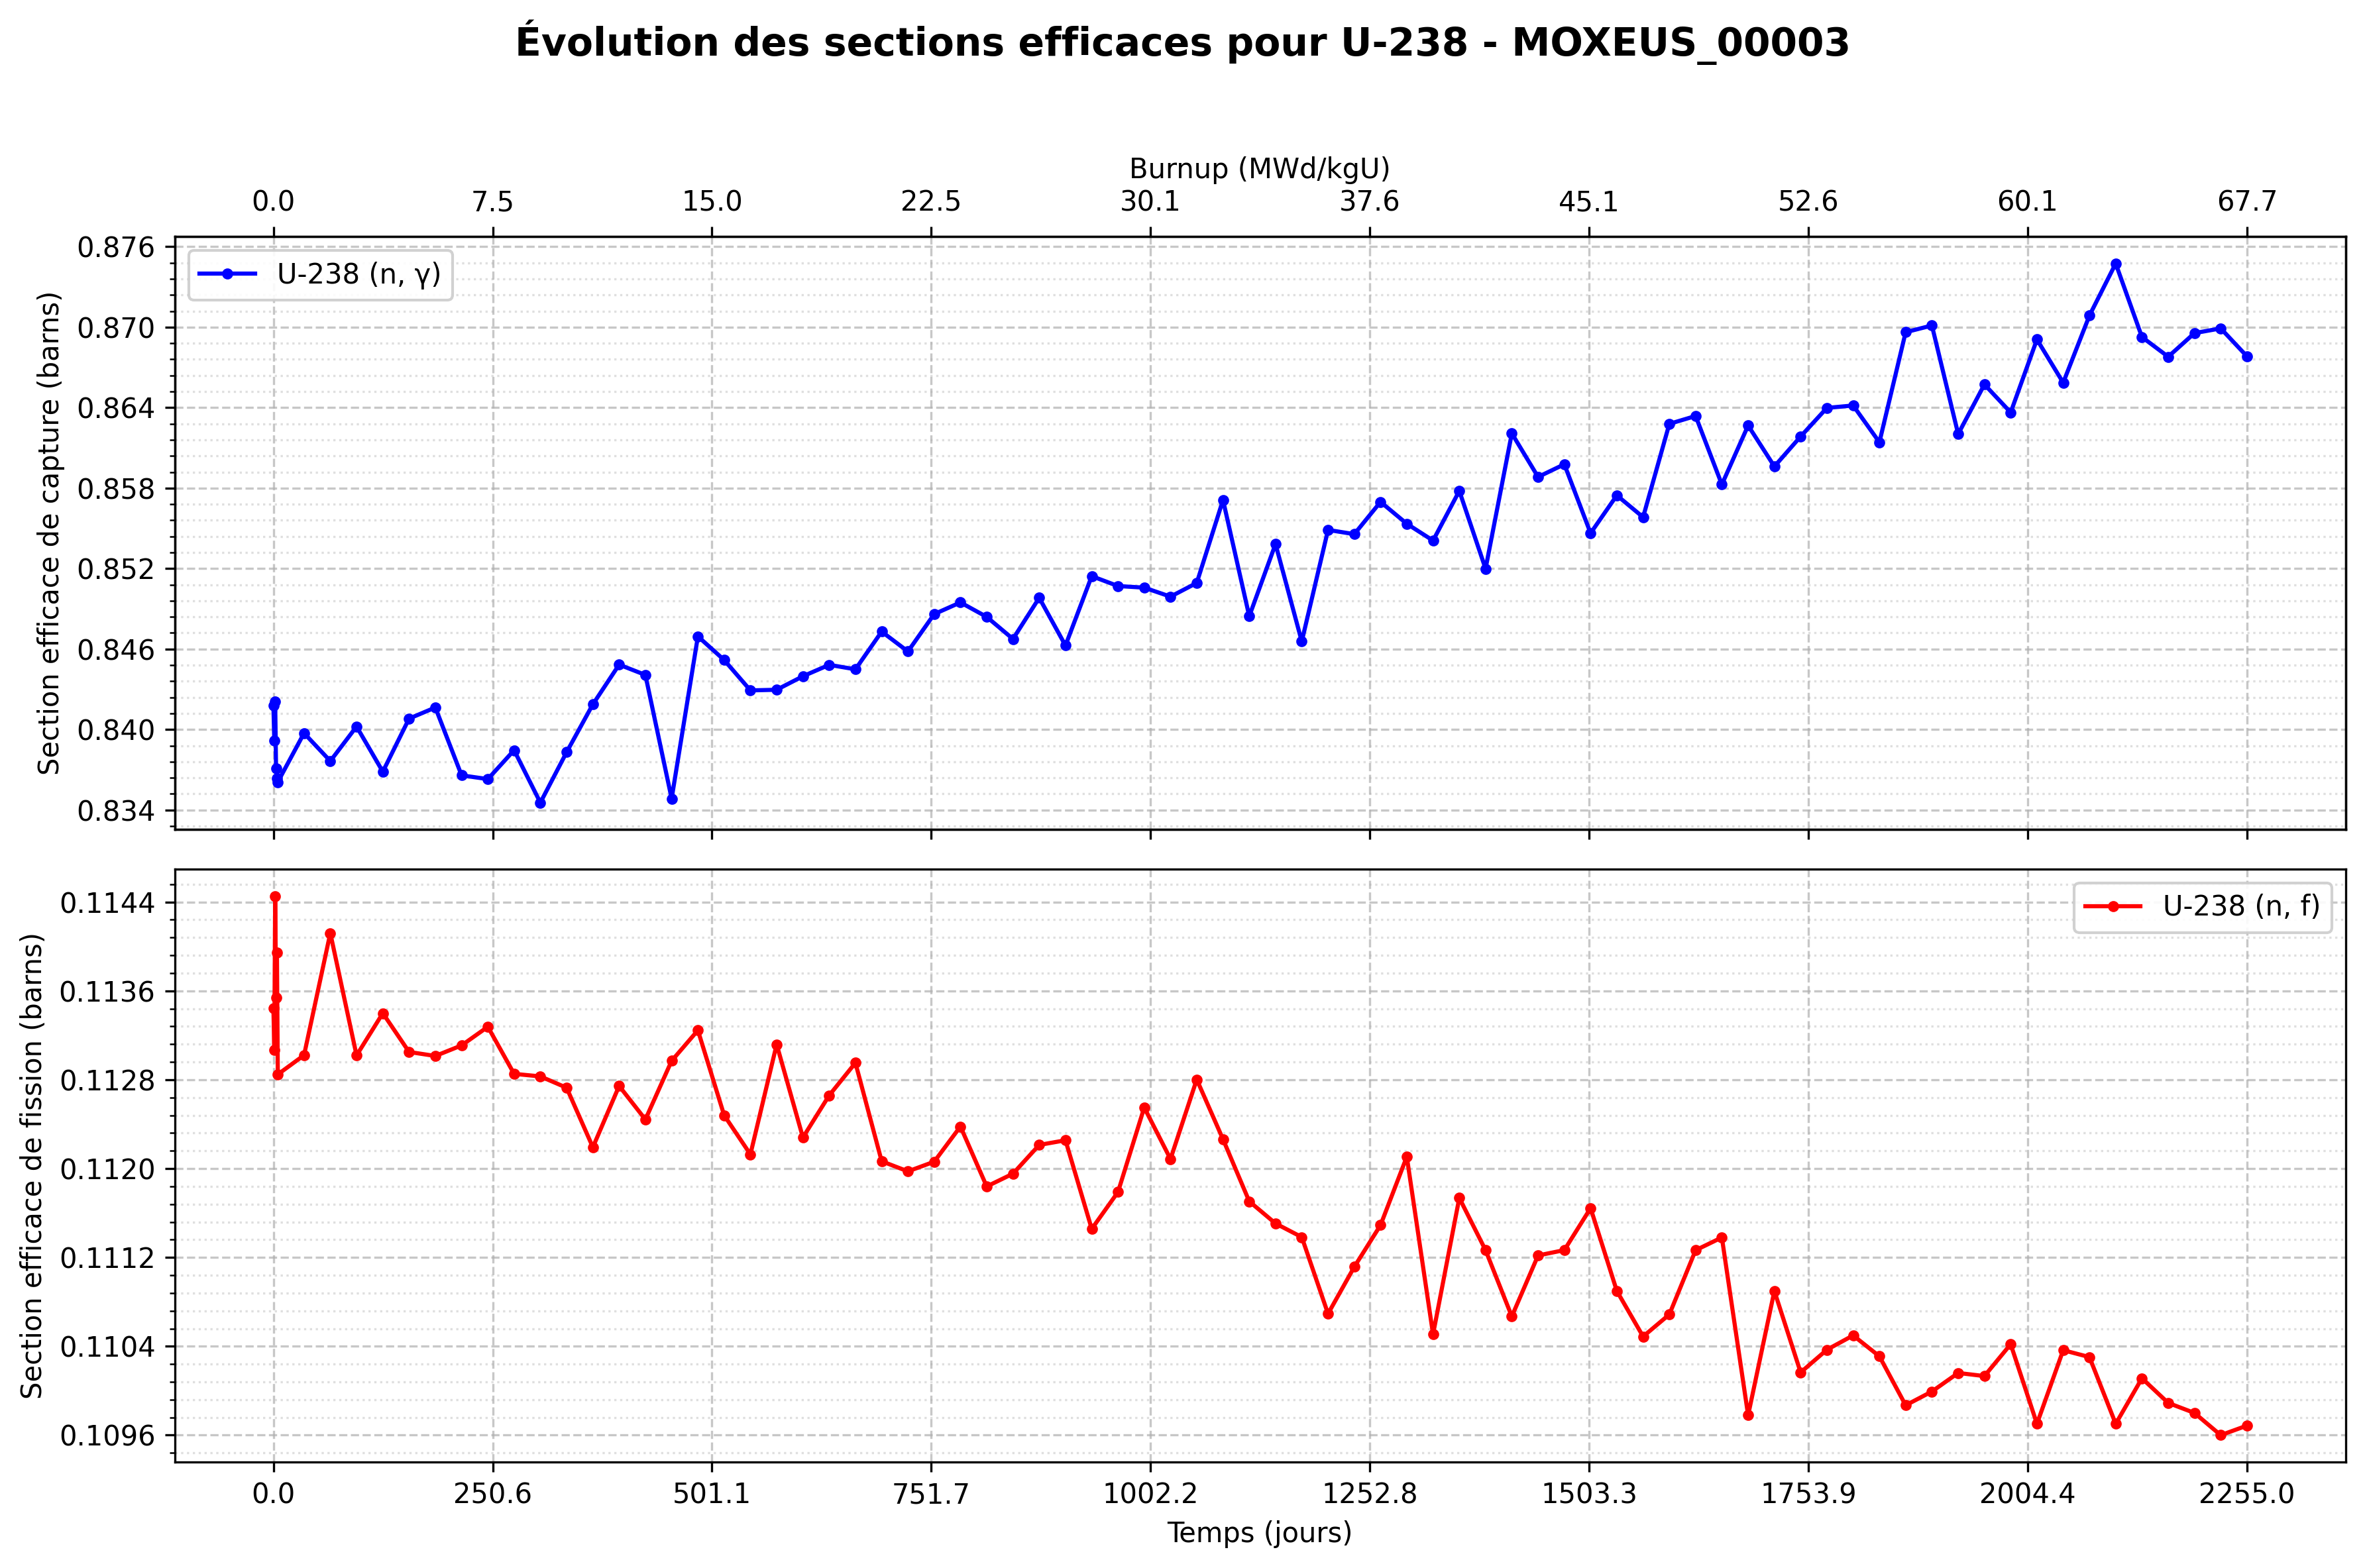 Évolution des sections efficaces pour U-238 - MOXEUS_00003
Burnup (MWd/kgU)
0.0 7.5 15.0 22.5 30.1 37.6 45.1 52.6 60.1 67.7
Section efficace de capture (barns)
0.876
0.870
0.864
0.858
0.852
0.846
0.840
0.834
U-238 (n, γ)
Section efficace de fission (barns)
0.1144
0.1136
0.1128
0.1120
0.1112
0.1104
0.1096
U-238 (n, f)
0.0 250.6 501.1 751.7 1002.2 1252.8 1503.3 1753.9 2004.4 2255.0
Temps (jours)